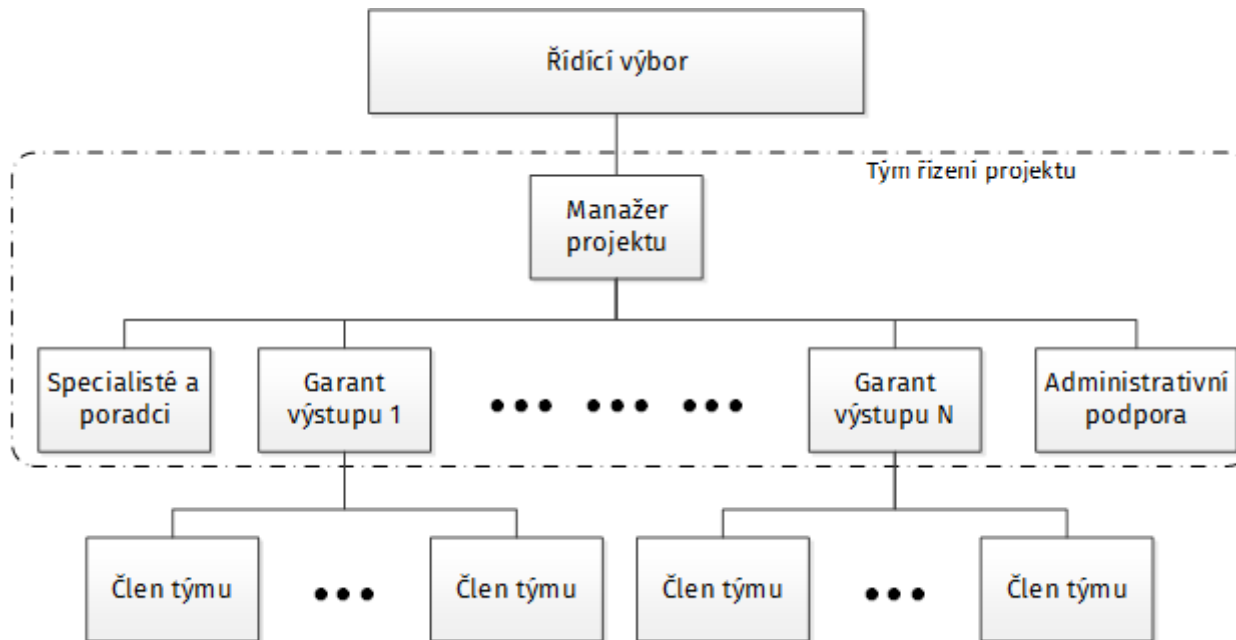 Řídící výbor
Tým řízení projektu
Manažer
projektu
Specialisté a
poradci
Garant
výstupu 1
Garant
výstupu N
Administrativní
podpora
Člen týmu
Člen týmu
Člen týmu
Člen týmu